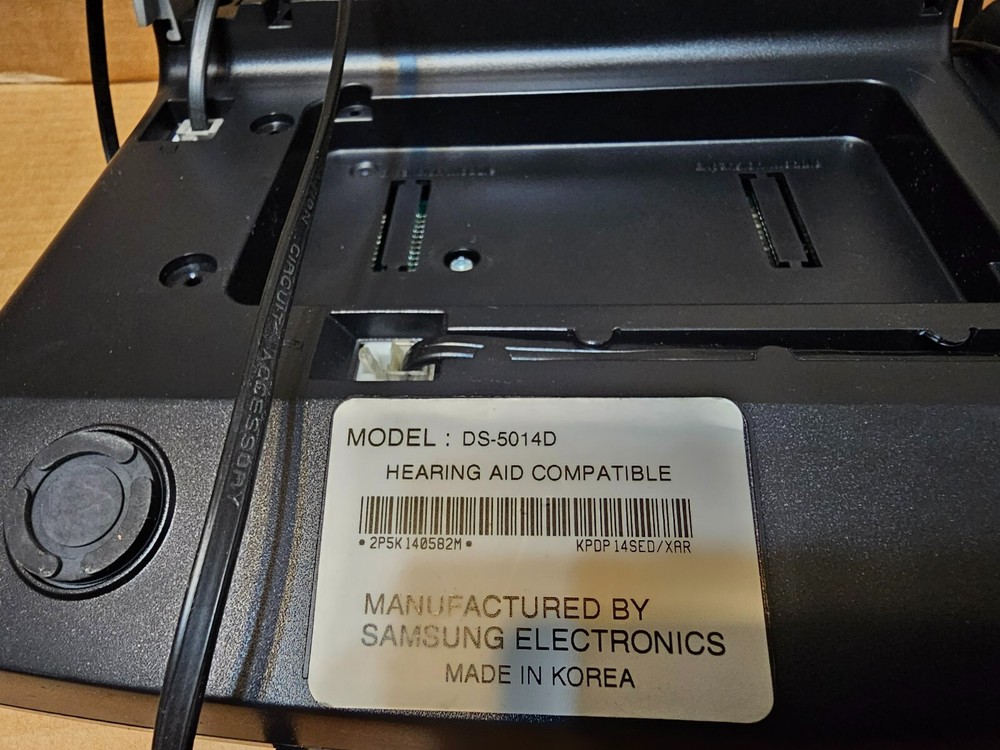 CIRCUIT ACCESSORY
MODEL : DS-5014D
HEARING AID COMPATIBLE
*2P5K140582M*
KPDP14SED/XAR
MANUFACTURED BY
SAMSUNG ELECTRONICS
MADE IN KOREA